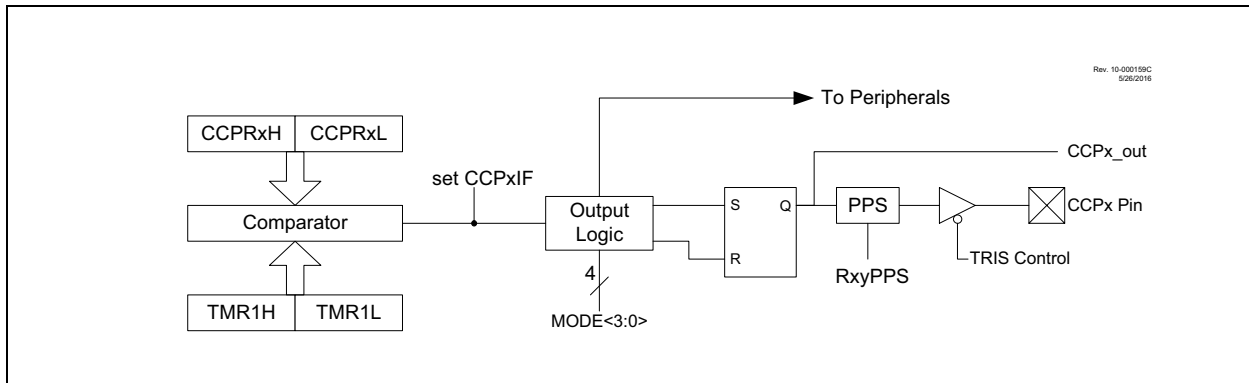 Rev. 10-000159C
5/26/2016
To Peripherals
CCPRxH CCPRxL
CCPx_out
set CCPxIF
S Q
Output
Logic
PPS
CCPx Pin
Comparator
R
TRIS Control
4
RxyPPS
TMR1H TMR1L
MODE<3:0>